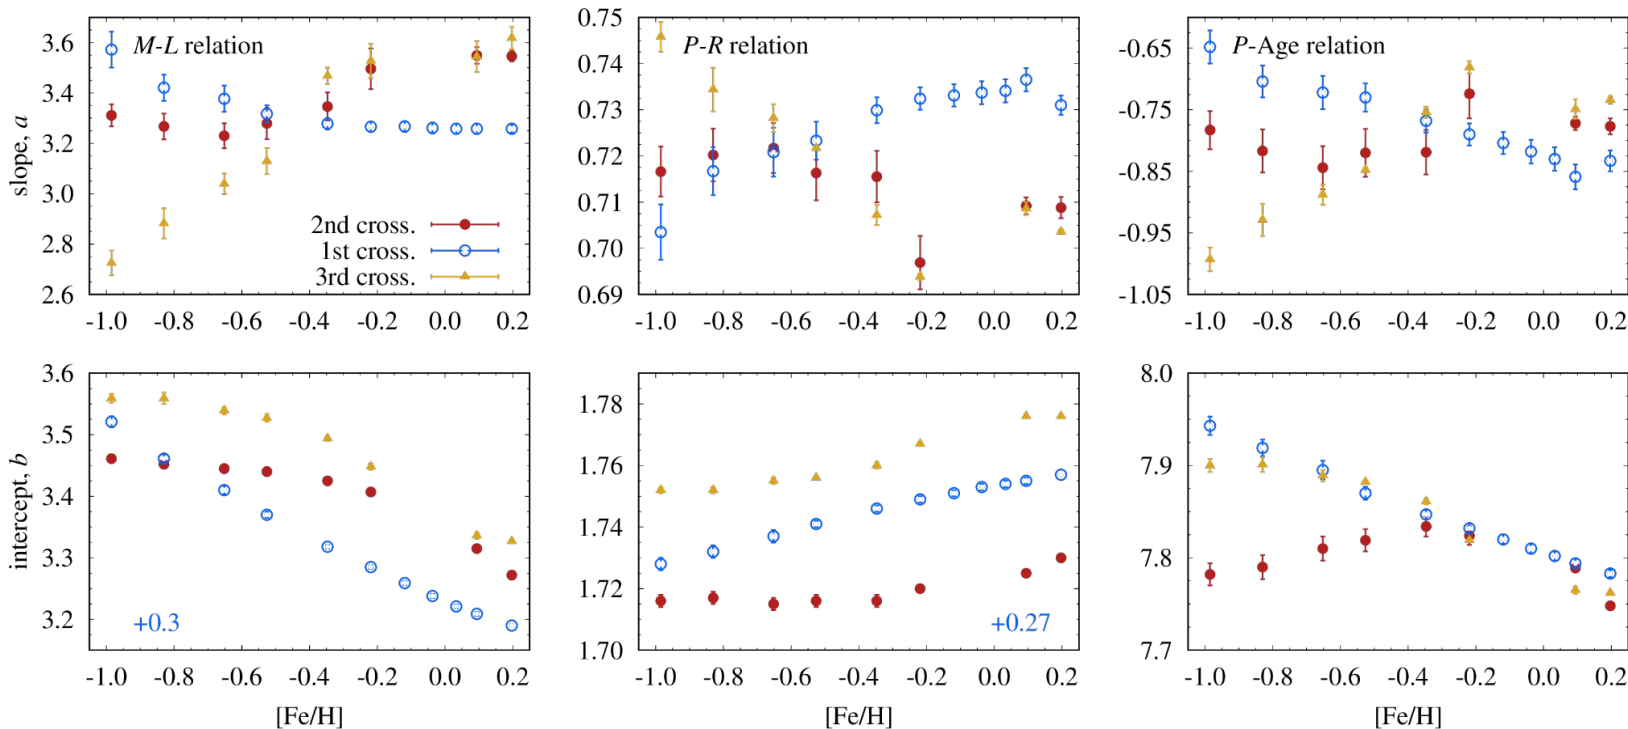 slope, a
3.6
3.4
3.2
3.0
2.8
2.6
M-L relation
2nd cross.
1st cross.
3rd cross.
-1.0 -0.8 -0.6 -0.4 -0.2 0.0 0.2
0.75
0.74
0.73
0.72
0.71
0.70
0.69
P-R relation
-1.0 -0.8 -0.6 -0.4 -0.2 0.0 0.2
-0.65
-0.75
-0.85
-0.95
-1.05
P-Age relation
-1.0 -0.8 -0.6 -0.4 -0.2 0.0 0.2
intercept, b
3.6
3.5
3.4
3.3
3.2
+0.3
-1.0 -0.8 -0.6 -0.4 -0.2 0.0 0.2
[Fe/H]
1.78
1.76
1.74
1.72
1.70
+0.27
-1.0 -0.8 -0.6 -0.4 -0.2 0.0 0.2
[Fe/H]
8.0
7.9
7.8
7.7
-1.0 -0.8 -0.6 -0.4 -0.2 0.0 0.2
[Fe/H]